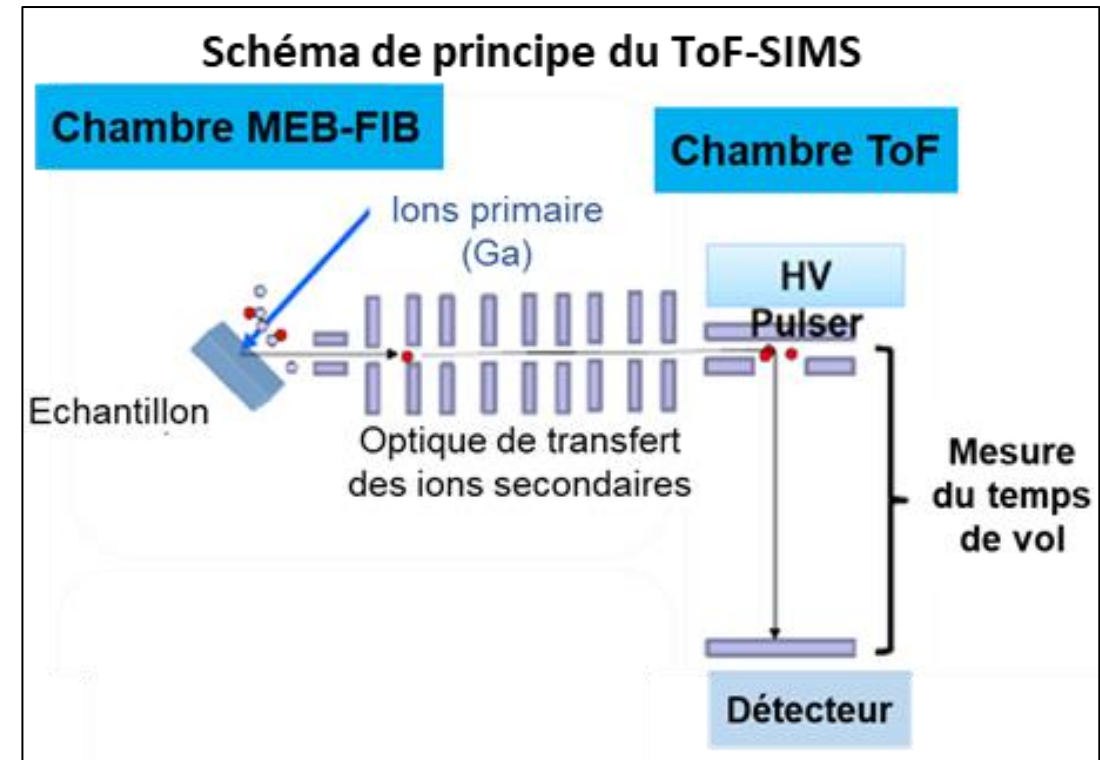 Schéma de principe du ToF-SIMS
Chambre MEB-FIB
Chambre ToF
Ions primaire
(Ga)
HV
Pulser
Echantillon
Optique de transfert
des ions secondaires
Mesure
du temps
de vol
Détecteur